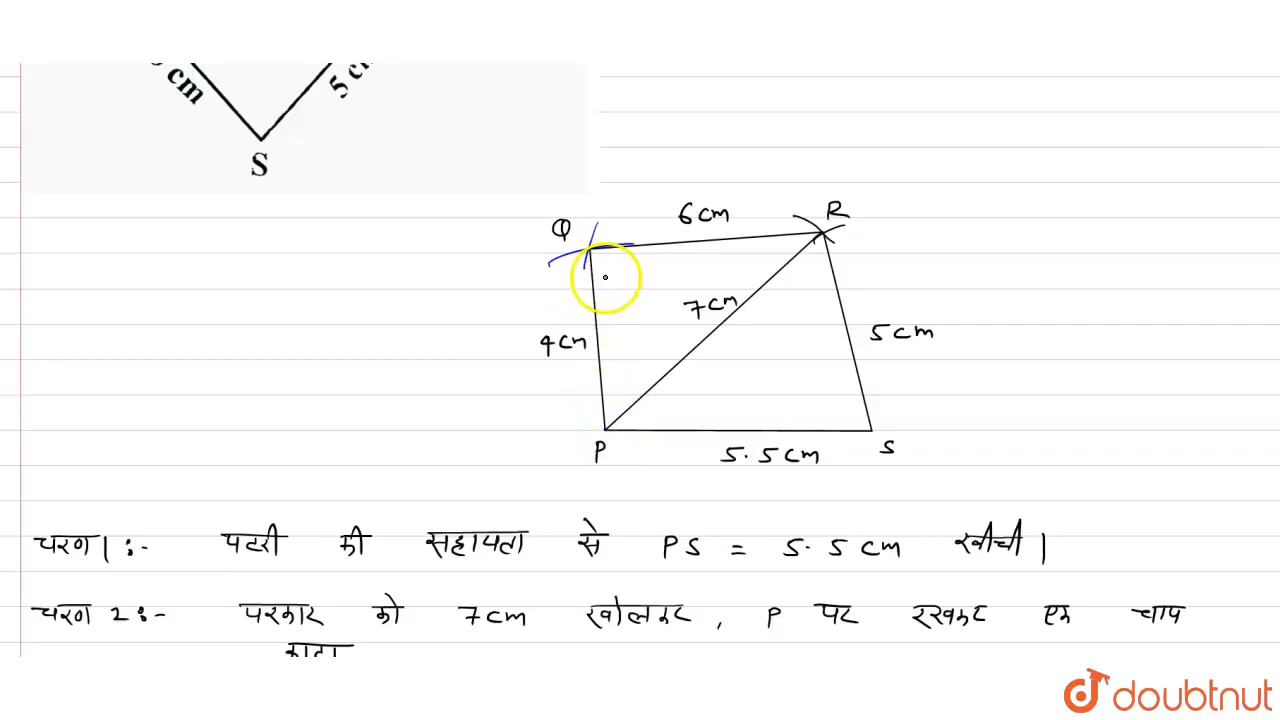 cm
5 c
S
Q
6 cm
R
7 cm
4 cm
5 cm
P
5.5 cm
S
चरण 1 :- पटरी की सहायता से PS = 5.5 cm खींची।
चरण 2 :- परकार को 7 cm खोलकर, P पर रखकर एक चाप
काटा
doubtnut